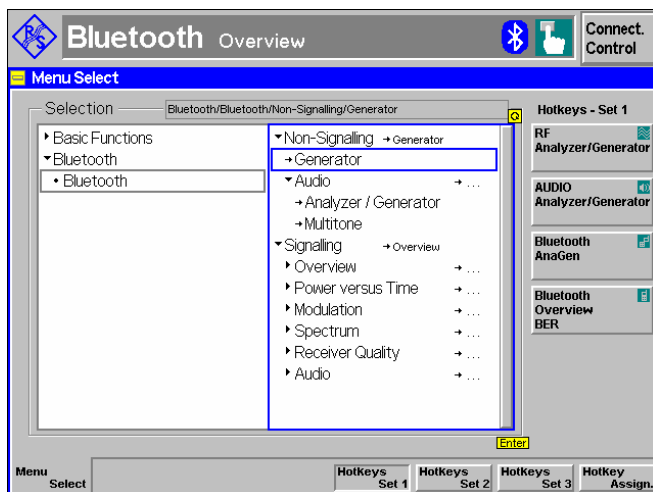 R/S
Bluetooth Overview
Connect.
Control
Menu Select
Selection
Bluetooth/Bluetooth/Non-Signalling/Generator
Q
Basic Functions
Bluetooth
Bluetooth
Non-Signalling → Generator
→ Generator
Audio → ...
→ Analyzer / Generator
→ Multitone
Signalling → Overview
Overview → ...
Power versus Time → ...
Modulation → ...
Spectrum → ...
Receiver Quality → ...
Audio → ...
Enter
Hotkeys - Set 1
RF
Analyzer/Generator
AUDIO
Analyzer/Generator
Bluetooth
AnaGen
Bluetooth
Overview
BER
Menu
Select
Hotkeys
Set 1
Hotkeys
Set 2
Hotkeys
Set 3
Hotkey
Assign.